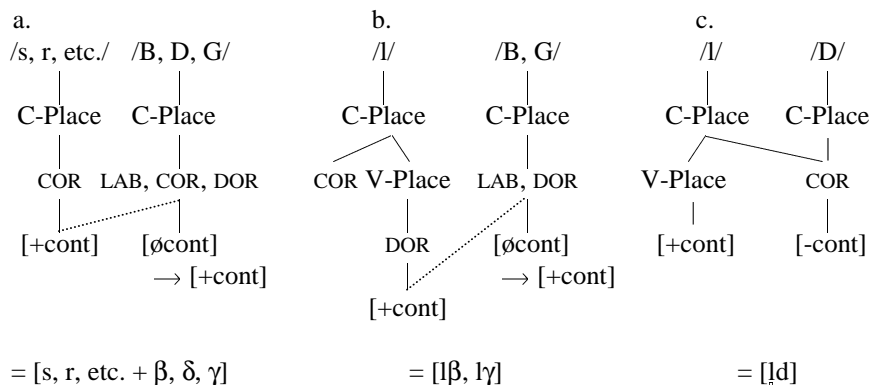 a. b. c.
/s, r, etc./ /B, D, G/ /l/ /B, G/ /l/ /D/
C-Place C-Place C-Place C-Place C-Place C-Place
COR LAB, COR, DOR COR V-Place LAB, DOR V-Place COR
[+cont] [øcont] DOR [øcont] [+cont] [-cont]
→ [+cont] → [+cont]
[+cont]
= [s, r, etc. + β, δ, γ] = [lβ, lγ] = [l̪d]